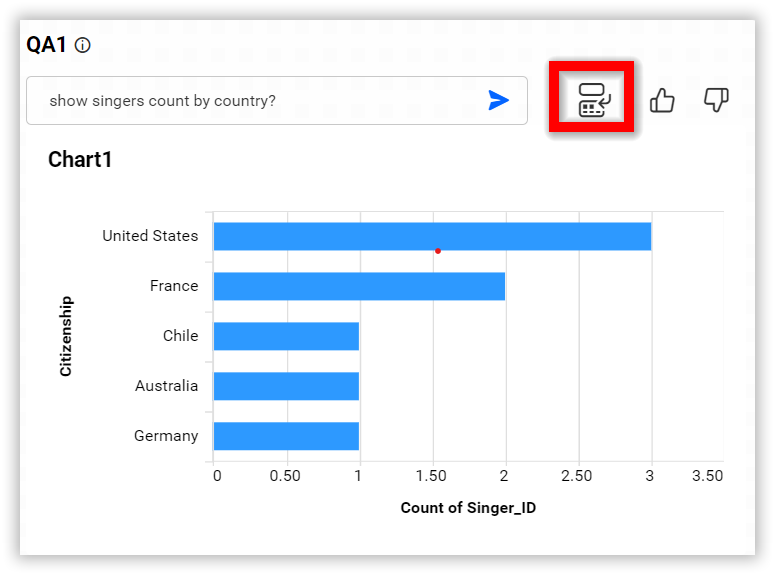 QA1
show singers count by country?
Chart1
United States
France
Chile
Australia
Germany
Citizenship
0 0.50 1 1.50 2 2.50 3 3.50
Count of Singer_ID